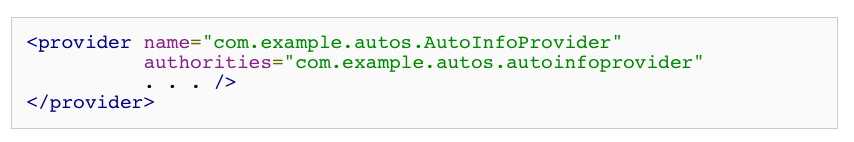 <provider name="com.example.autos.AutoInfoProvider"
authorities="com.example.autos.autoinfoprovider"
. . . />
</provider>